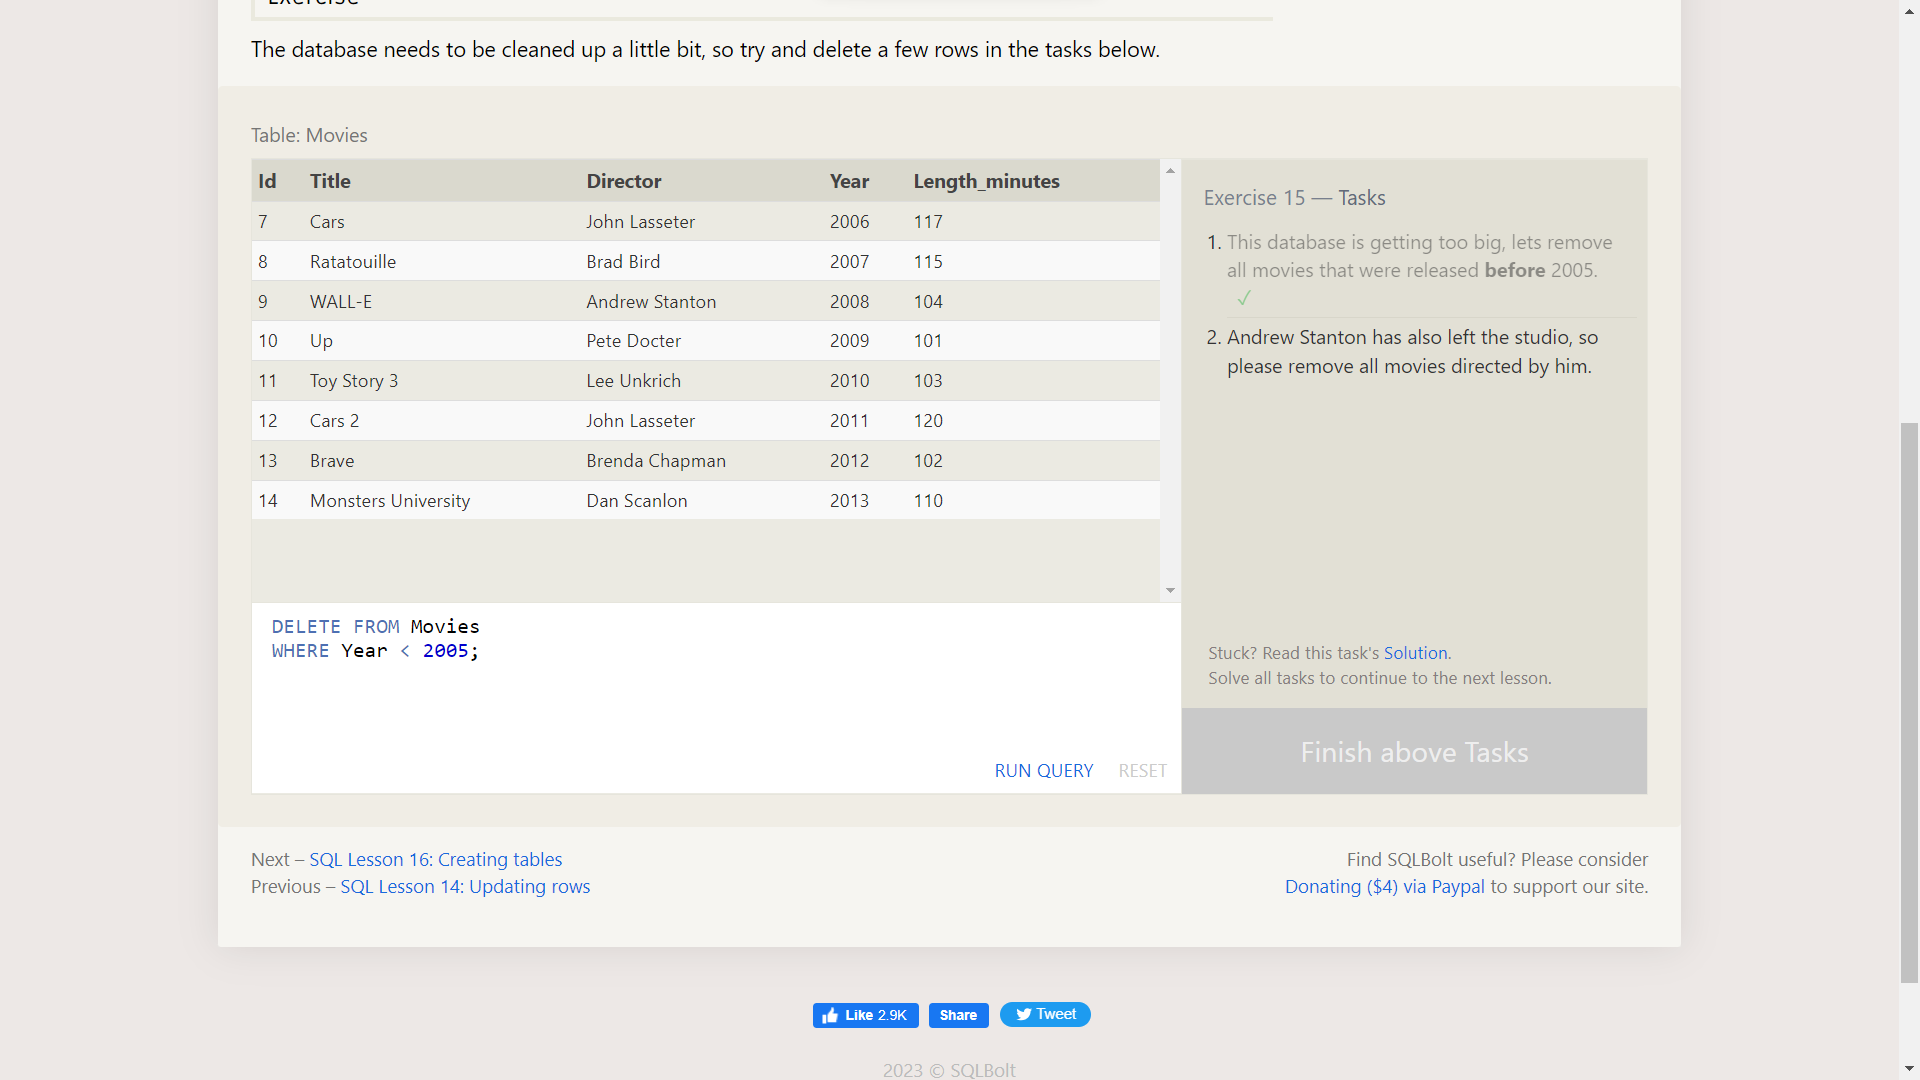 Exercise
The database needs to be cleaned up a little bit, so try and delete a few rows in the tasks below.
Table: Movies
Id Title Director Year Length_minutes
7 Cars John Lasseter 2006 117
8 Ratatouille Brad Bird 2007 115
9 WALL-E Andrew Stanton 2008 104
10 Up Pete Docter 2009 101
11 Toy Story 3 Lee Unkrich 2010 103
12 Cars 2 John Lasseter 2011 120
13 Brave Brenda Chapman 2012 102
14 Monsters University Dan Scanlon 2013 110
DELETE FROM Movies
WHERE Year < 2005;
RUN QUERY RESET
Exercise 15 — Tasks
1. This database is getting too big, lets remove
all movies that were released before 2005.
✓
2. Andrew Stanton has also left the studio, so
please remove all movies directed by him.
Stuck? Read this task's Solution.
Solve all tasks to continue to the next lesson.
Finish above Tasks
Next – SQL Lesson 16: Creating tables
Previous – SQL Lesson 14: Updating rows
Find SQLBolt useful? Please consider
Donating ($4) via Paypal to support our site.
Like 2.9K Share Tweet
2023 © SQLBolt